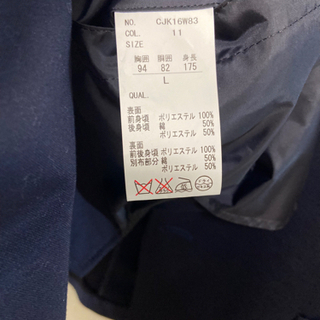 NO. CJK16W83
COL. 11
SIZE
胸囲 胴囲 身長
94 82 175
L
QUAL.
表面
前身頃 ポリエステル 100%
後身頃 綿 50%
ポリエステル 50%
裏面
前後身頃 ポリエステル 100%
別布部分 綿 50%
ポリエステル 50%